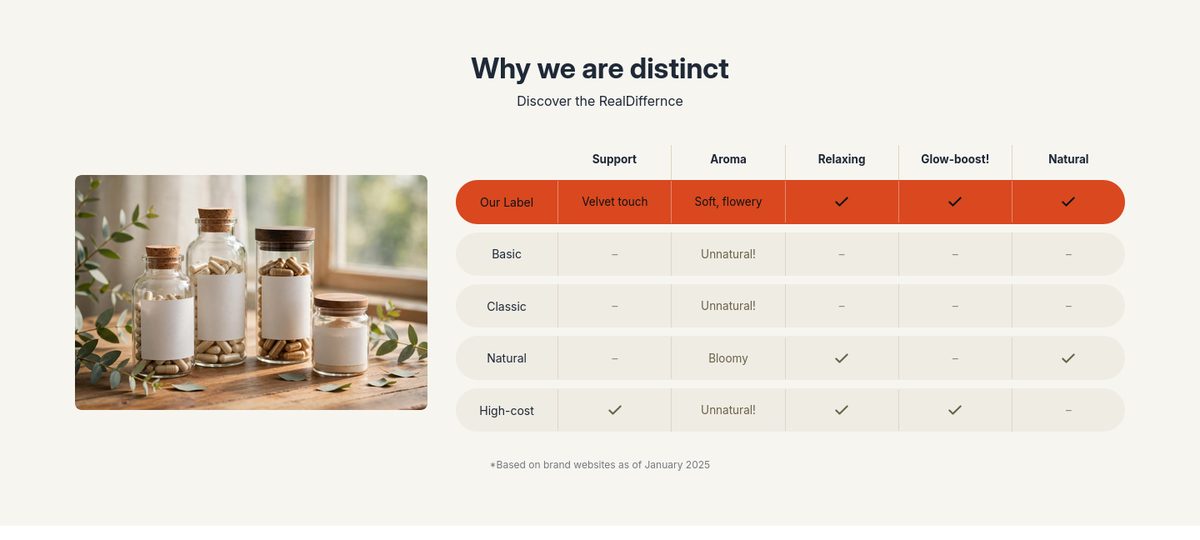 Why we are distinct
Discover the RealDiffernce
Support Aroma Relaxing Glow-boost! Natural
Our Label Velvet touch Soft, flowery ✓ ✓ ✓
Basic – Unnatural! – – –
Classic – Unnatural! – – –
Natural – Bloomy ✓ – ✓
High-cost ✓ Unnatural! ✓ ✓ –
*Based on brand websites as of January 2025